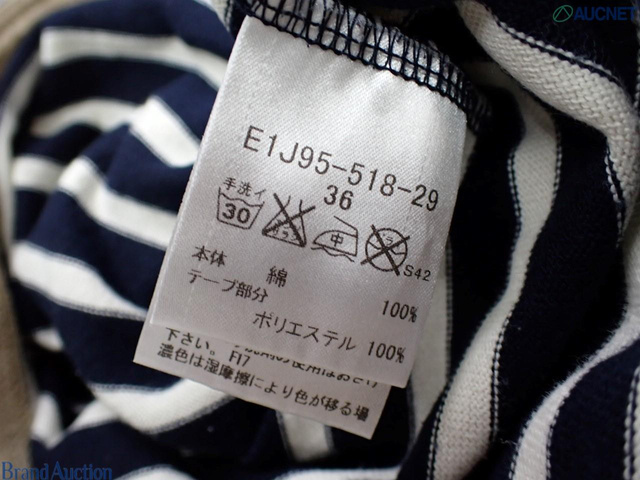 AUCNET
E1J95-518-29
36
手洗イ
30
中
S42
本体 綿 100%
テープ部分
ポリエステル 100%
下さい。 F17
濃色は湿摩擦により色が移る場
Brand Auction